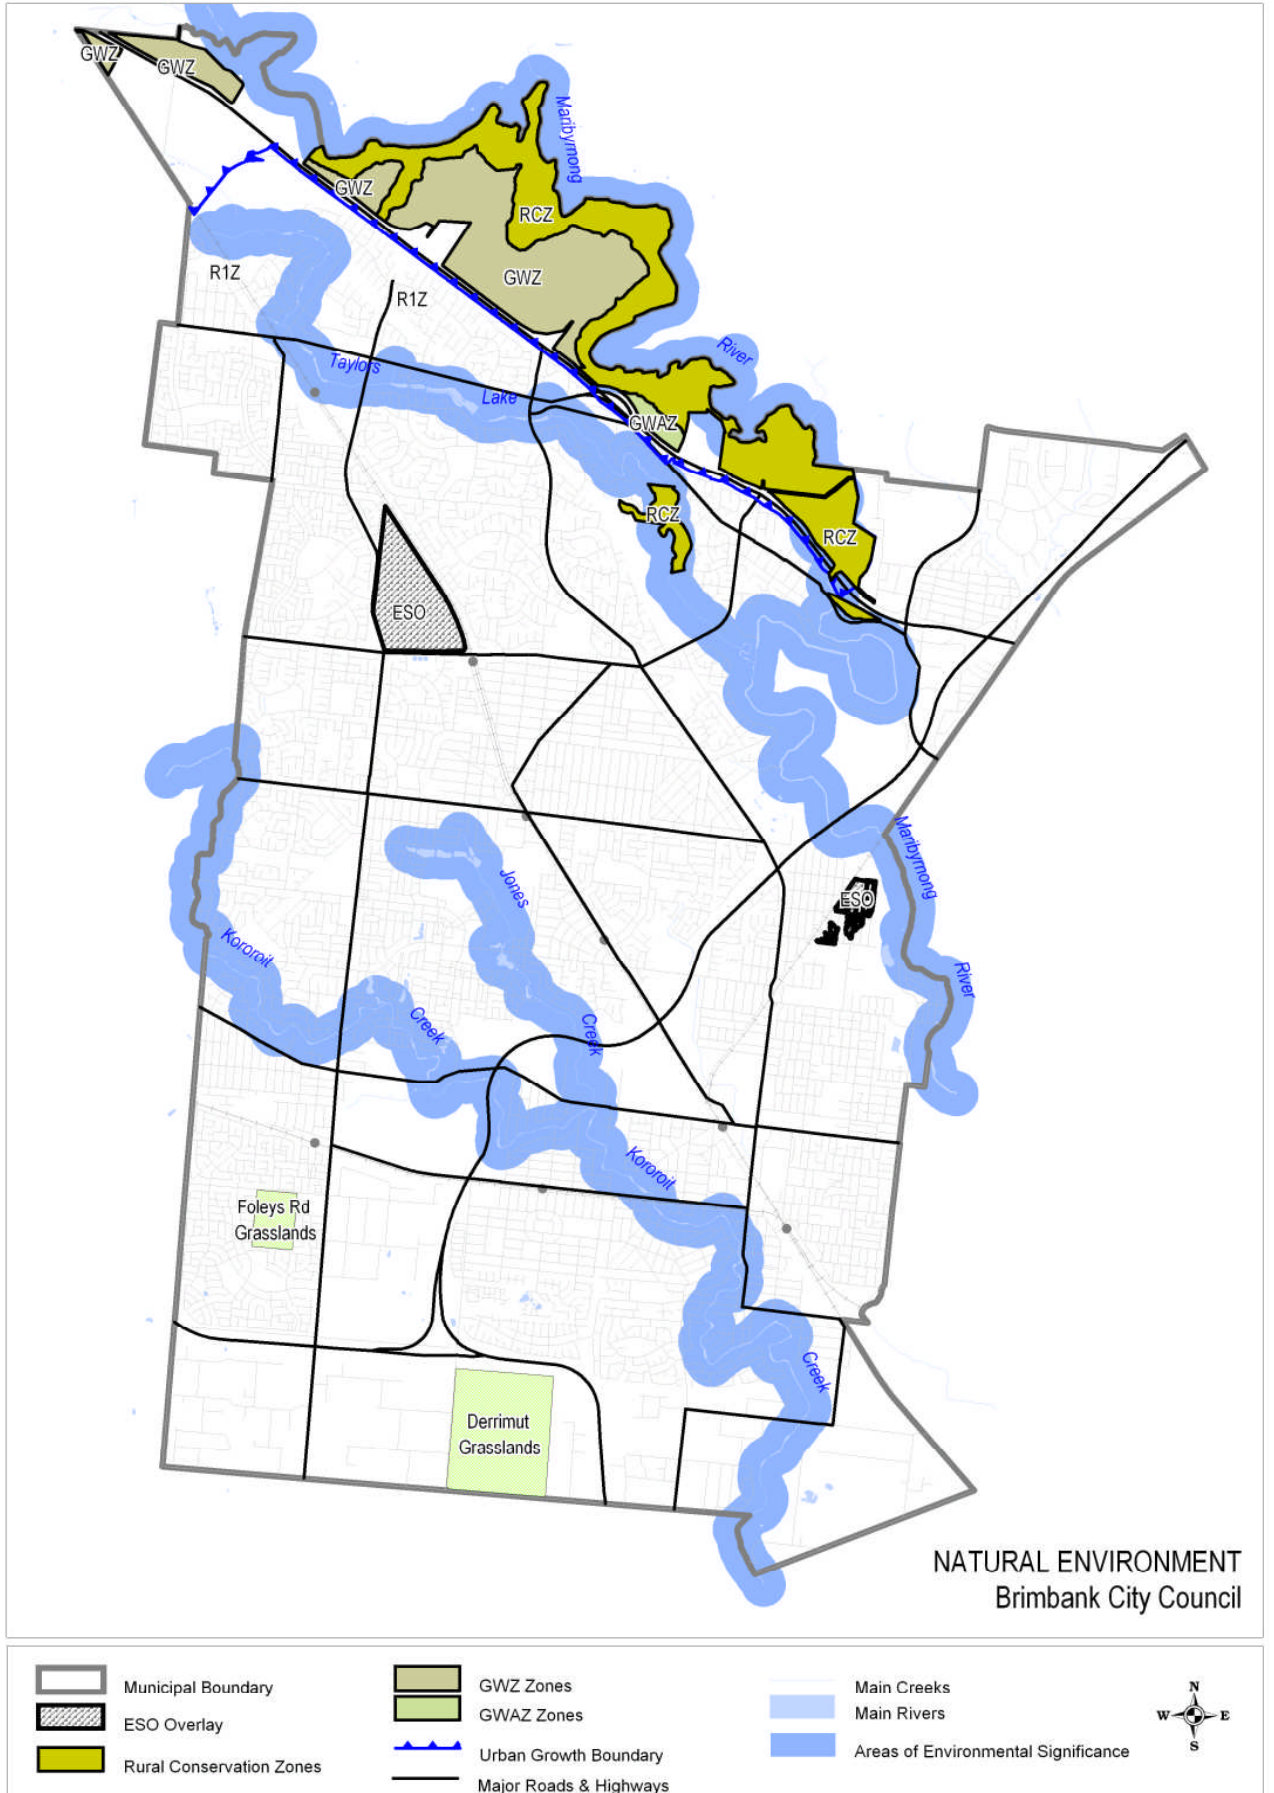 GWZ
GWZ
Maribyrnong
GWZ
RCZ
R1Z
GWZ
R1Z
River
Taylors
Lake
GWAZ
RCZ
RCZ
ESO
Maribyrnong
ESO
Jones
Kororoit
River
Creek
Creek
Kororoit
Foleys Rd
Grasslands
Creek
Derrimut
Grasslands
NATURAL ENVIRONMENT
Brimbank City Council
Municipal Boundary
ESO Overlay
Rural Conservation Zones
GWZ Zones
GWAZ Zones
Urban Growth Boundary
Major Roads & Highways
Main Creeks
Main Rivers
Areas of Environmental Significance
N
W E
S